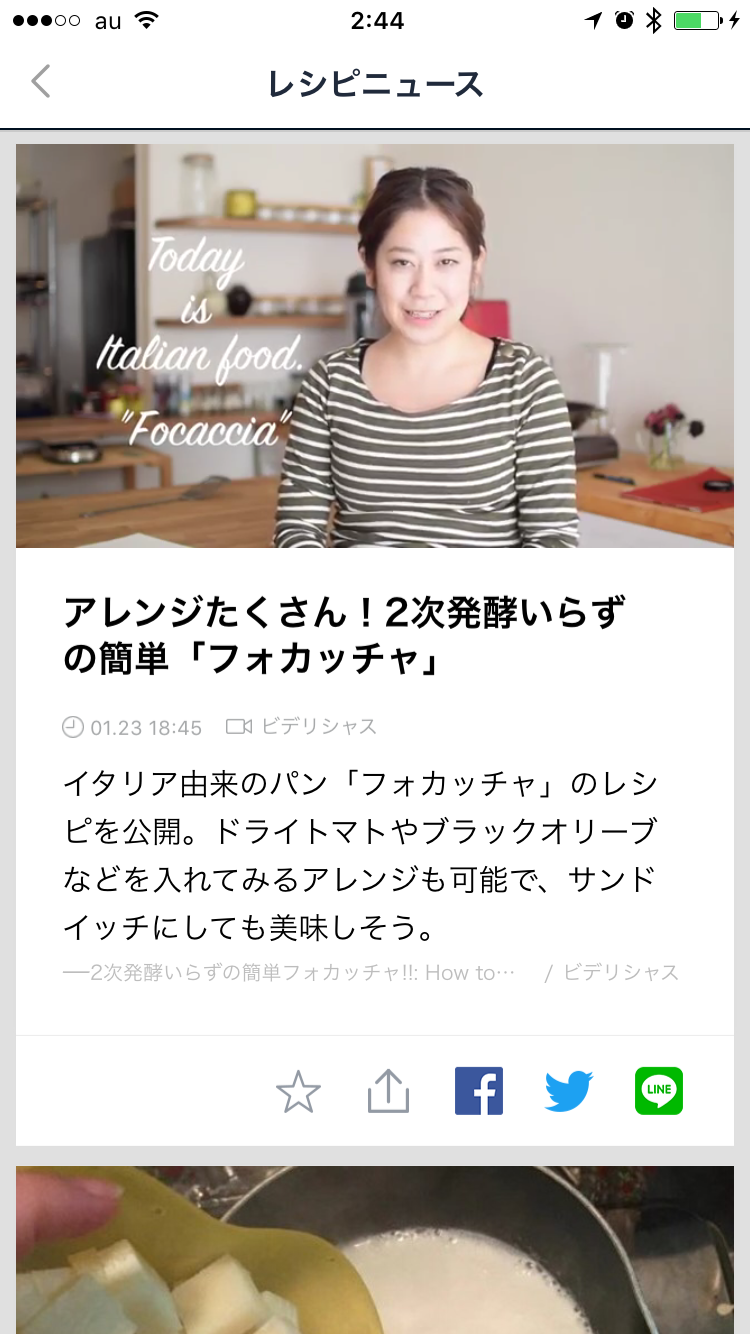 au
2:44
レシピニュース
Today
is
Italian food.
"Focaccia"
アレンジたくさん！2次発酵いらず
の簡単「フォカッチャ」
01.23 18:45 ビデリシャス
イタリア由来のパン「フォカッチャ」のレシ
ピを公開。ドライトマトやブラックオリーブ
などを入れてみるアレンジも可能で、サンド
イッチにしても美味しそう。
—2次発酵いらずの簡単フォカッチャ!!: How to… / ビデリシャス
LINE